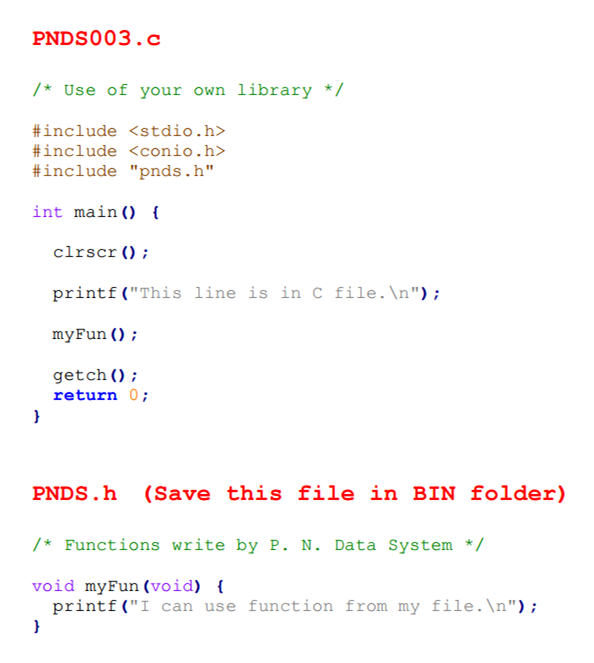 PNDS003.c
/* Use of your own library */
#include <stdio.h>
#include <conio.h>
#include "pnds.h"
int main() {
clrscr();
printf("This line is in C file.\n");
myFun();
getch();
return 0;
}
PNDS.h (Save this file in BIN folder)
/* Functions write by P. N. Data System */
void myFun(void) {
printf("I can use function from my file.\n");
}